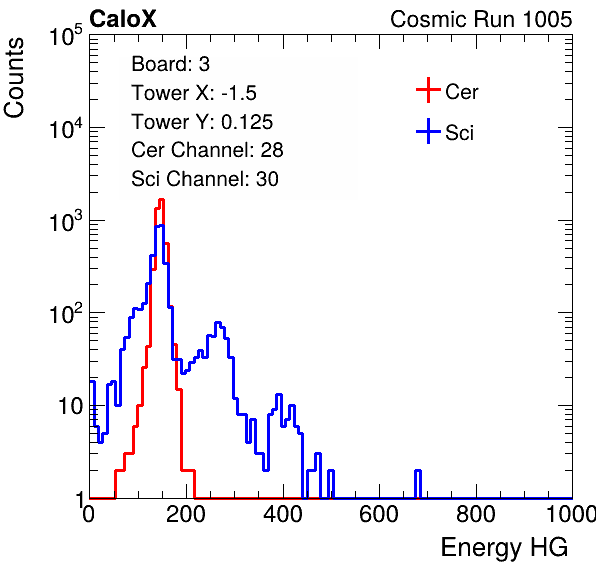 CaloX Cosmic Run 1005
Counts
10^5
10^4
10^3
10^2
10
1
Board: 3
Tower X: -1.5
Tower Y: 0.125
Cer Channel: 28
Sci Channel: 30
Cer
Sci
0 200 400 600 800 1000
Energy HG